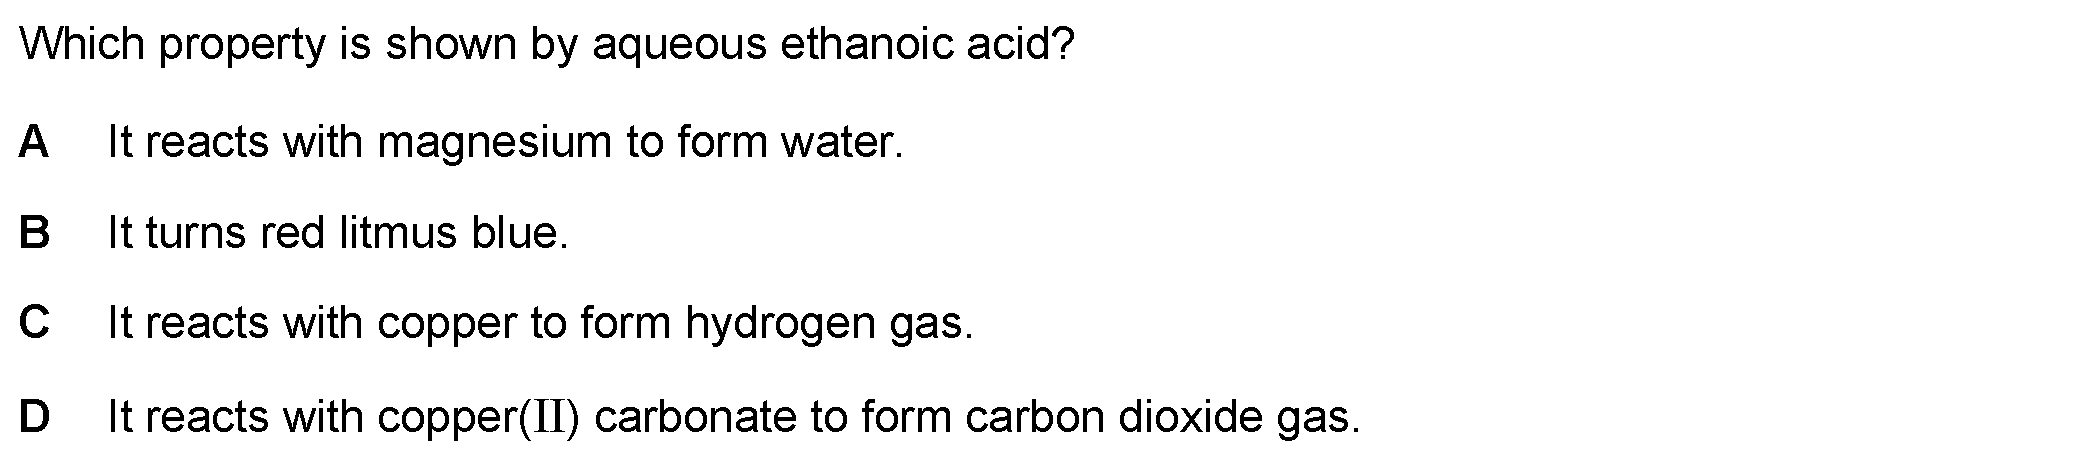 Which property is shown by aqueous ethanoic acid?
A It reacts with magnesium to form water.
B It turns red litmus blue.
C It reacts with copper to form hydrogen gas.
D It reacts with copper(II) carbonate to form carbon dioxide gas.